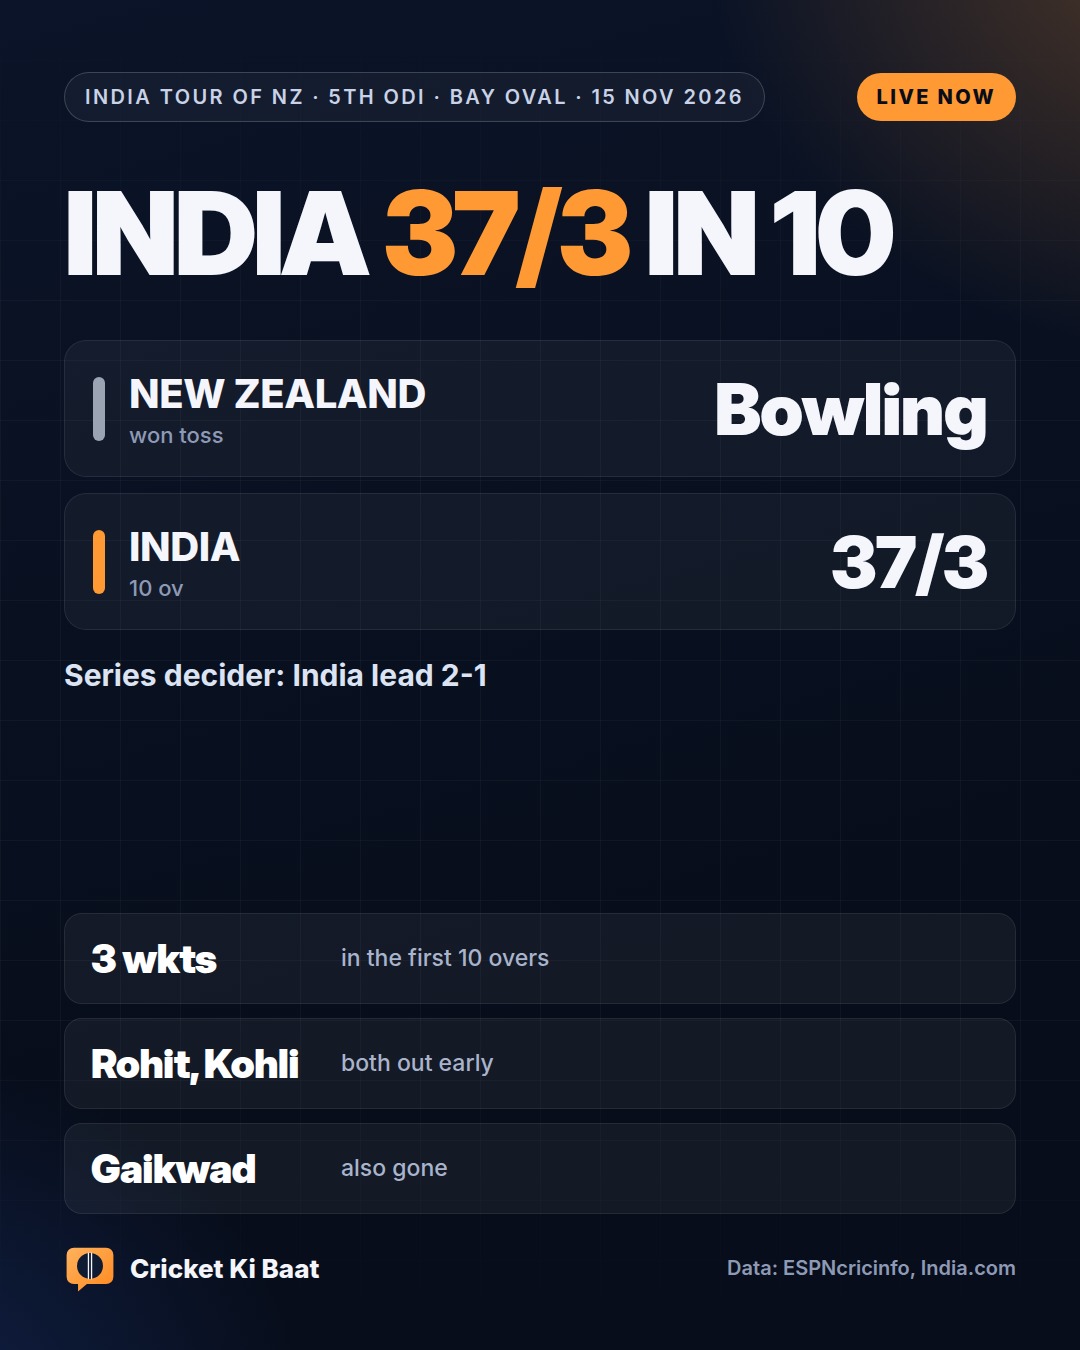 INDIA TOUR OF NZ · 5TH ODI · BAY OVAL · 15 NOV 2026
LIVE NOW
INDIA 37/3 IN 10
NEW ZEALAND
won toss
Bowling
INDIA
10 ov
37/3
Series decider: India lead 2-1
3 wkts in the first 10 overs
Rohit, Kohli both out early
Gaikwad also gone
Cricket Ki Baat
Data: ESPNcricinfo, India.com